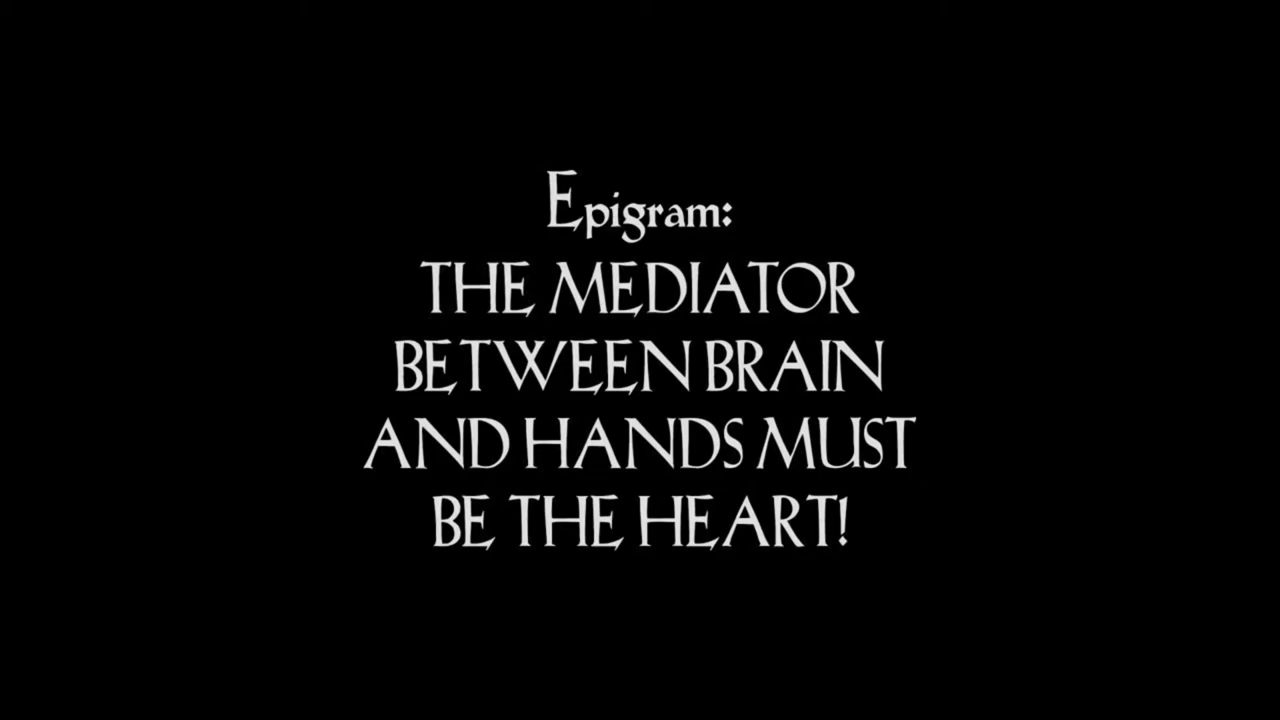 Epigram:
THE MEDIATOR
BETWEEN BRAIN
AND HANDS MUST
BE THE HEART!